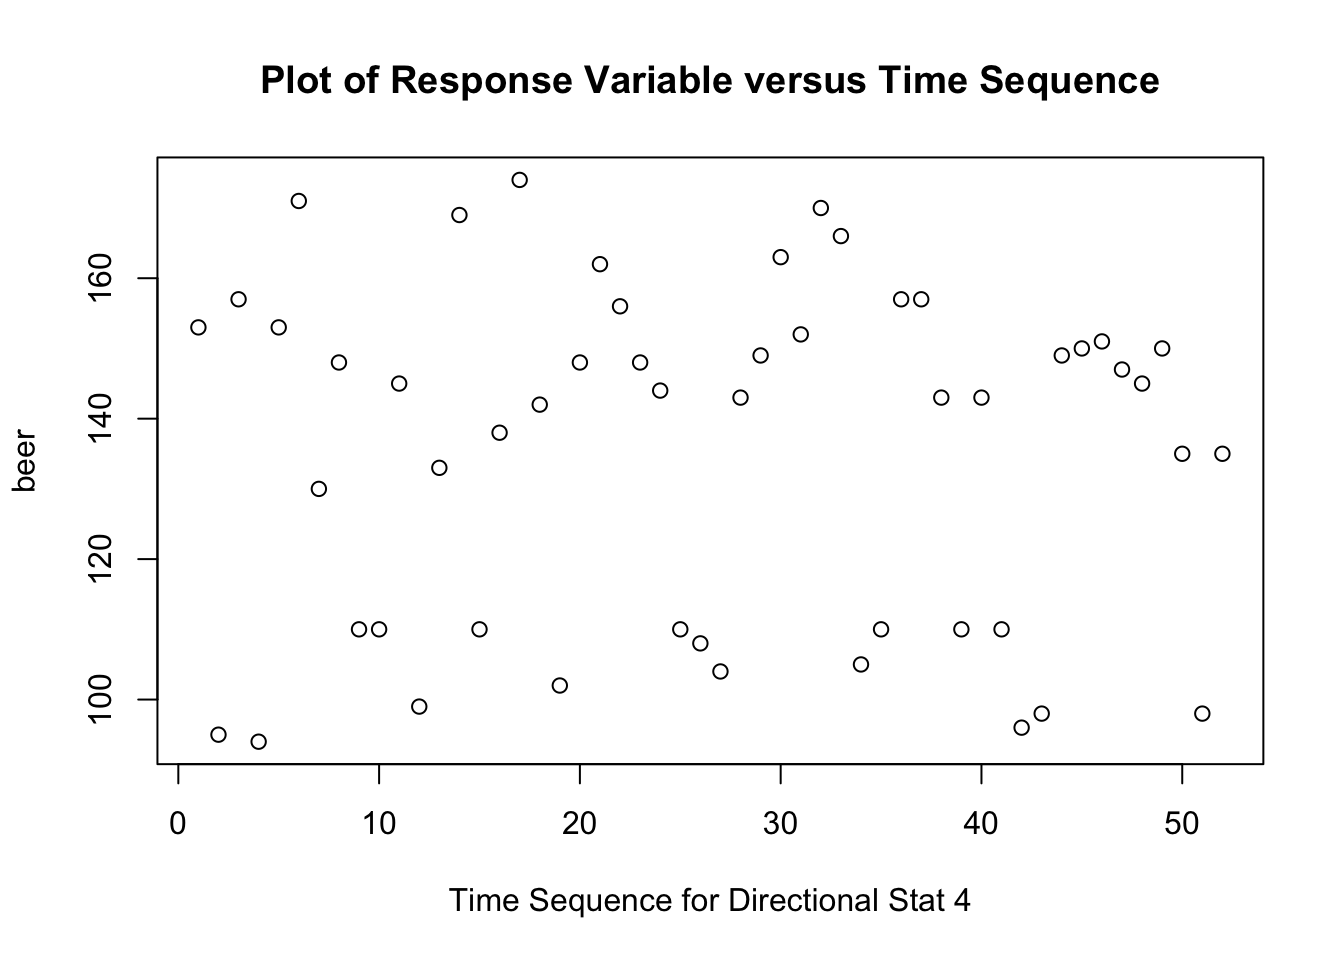 Plot of Response Variable versus Time Sequence
beer
160
140
120
100
0 10 20 30 40 50
Time Sequence for Directional Stat 4